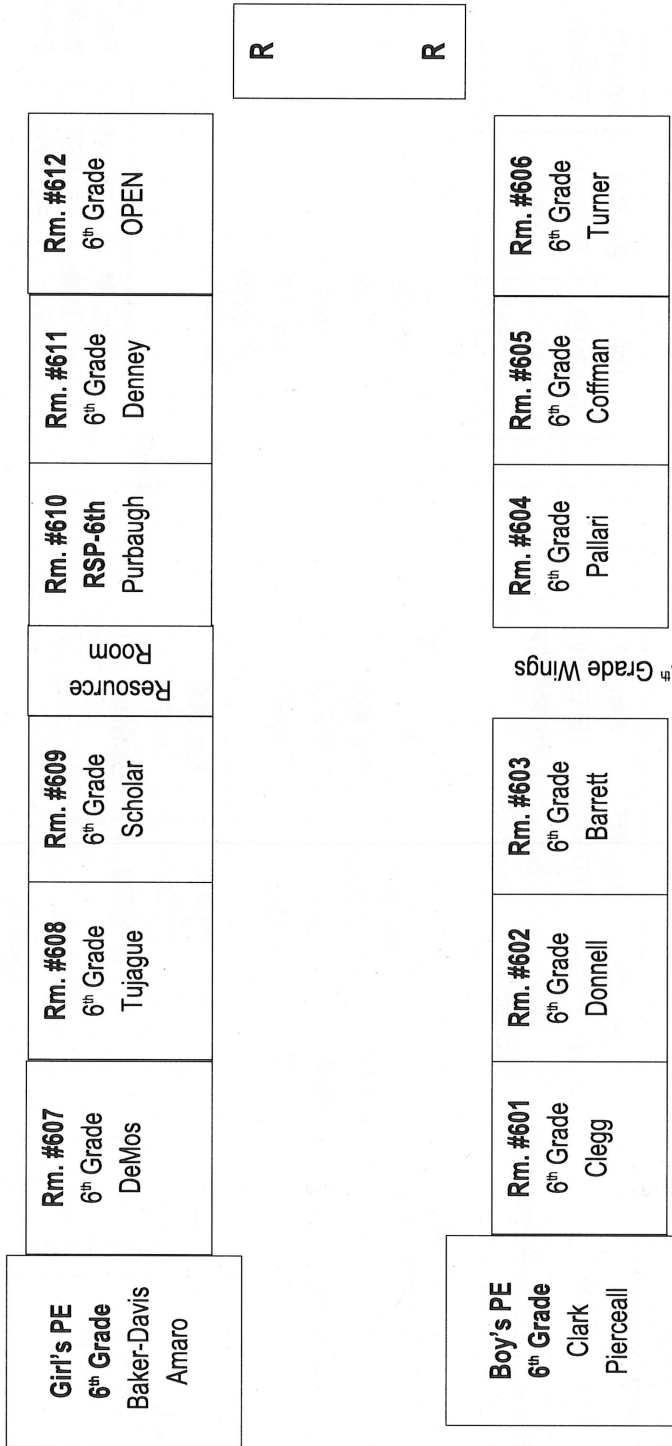 Girl's PE
6th Grade
Baker-Davis
Amaro
Rm. #607
6th Grade
DeMos
Rm. #608
6th Grade
Tujague
Rm. #609
6th Grade
Scholar
Resource
Room
Rm. #610
RSP-6th
Purbaugh
Rm. #611
6th Grade
Denney
Rm. #612
6th Grade
OPEN
R
R
Boy's PE
6th Grade
Clark
Pierceall
Rm. #601
6th Grade
Clegg
Rm. #602
6th Grade
Donnell
Rm. #603
6th Grade
Barrett
th Grade Wings
Rm. #604
6th Grade
Pallari
Rm. #605
6th Grade
Coffman
Rm. #606
6th Grade
Turner